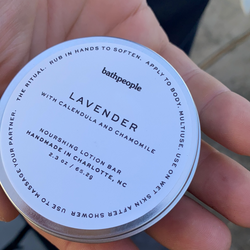 bathpeople
LAVENDER
WITH CALENDULA AND CHAMOMILE
NOURSHING LOTION BAR
HANDMADE IN CHARLOTTE, NC
2.3 oz / 65.2g
THE RITUAL. RUB IN HANDS TO SOFTEN. APPLY TO BODY. MULTIUSE: USE ON WET SKIN AFTER SHOWER. USE TO MASSAGE YOUR PARTNER.